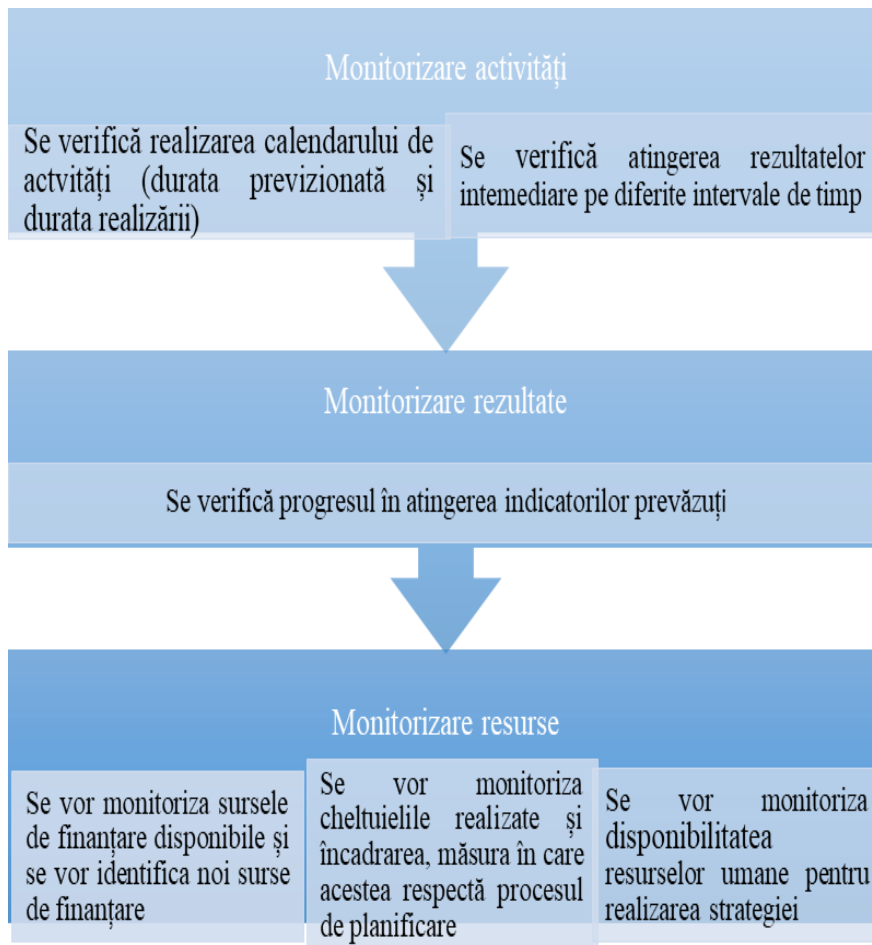 Monitorizare activități
Se verifică realizarea calendarului de
actvități (durata previzionată și
durata realizării)
Se verifică atingerea rezultatelor
intemediare pe diferite intervale de timp
Monitorizare rezultate
Se verifică progresul în atingerea indicatorilor prevăzuți
Monitorizare resurse
Se vor monitoriza sursele
de finanțare disponibile și
se vor identifica noi surse
de finanțare
Se vor monitoriza
cheltuielile realizate și
încadrarea, măsura în care
acestea respectă procesul
de planificare
Se vor monitoriza
disponibilitatea
resurselor umane pentru
realizarea strategiei